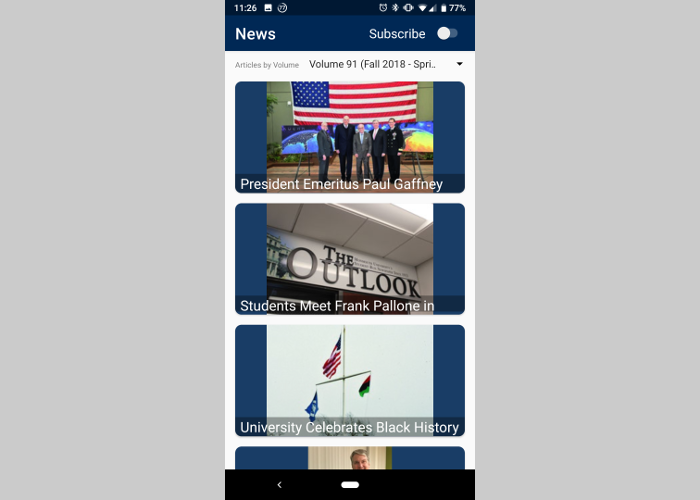 11:26
77%
News
Subscribe
Articles by Volume
Volume 91 (Fall 2018 - Spri..
President Emeritus Paul Gaffney
THE
OUTLOOK
Students Meet Frank Pallone in
University Celebrates Black History